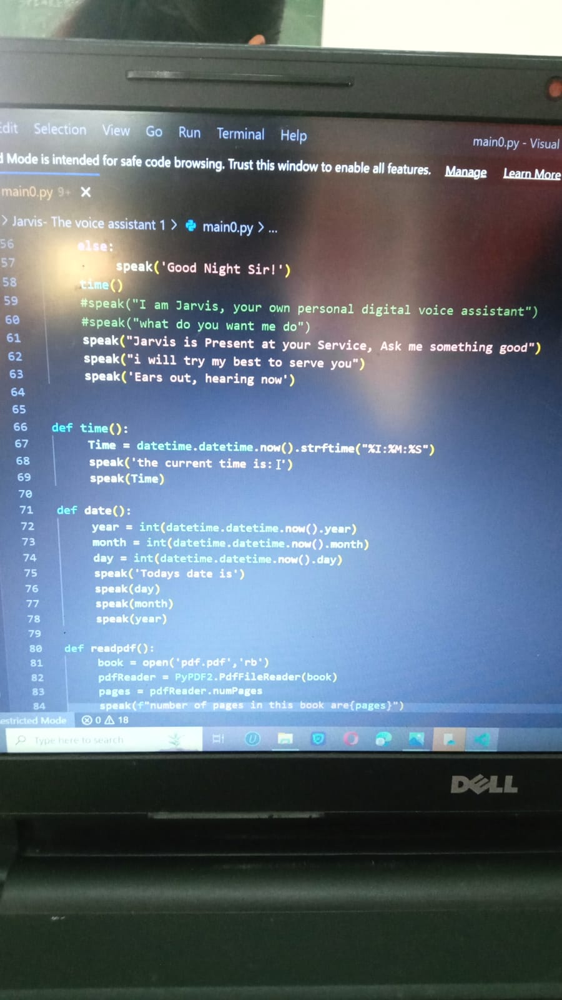 Edit Selection View Go Run Terminal Help main0.py - Visual
d Mode is intended for safe code browsing. Trust this window to enable all features. Manage Learn More
main0.py 9+ ×
> Jarvis- The voice assistant 1 > main0.py > ...
56 else:
57 speak('Good Night Sir!')
58 time()
59 #speak("I am Jarvis, your own personal digital voice assistant")
60 #speak("what do you want me do")
61 speak("Jarvis is Present at your Service, Ask me something good")
62 speak("i will try my best to serve you")
63 speak('Ears out, hearing now')
64
65
66 def time():
67 Time = datetime.datetime.now().strftime("%I:%M:%S")
68 speak('the current time is:')
69 speak(Time)
70
71 def date():
72 year = int(datetime.datetime.now().year)
73 month = int(datetime.datetime.now().month)
74 day = int(datetime.datetime.now().day)
75 speak('Todays date is')
76 speak(day)
77 speak(month)
78 speak(year)
79
80 def readpdf():
81 book = open('pdf.pdf','rb')
82 pdfReader = PyPDF2.PdfFileReader(book)
83 pages = pdfReader.numPages
84 speak(f"number of pages in this book are{pages}")
estricted Mode 0 18
Type here to search
DELL